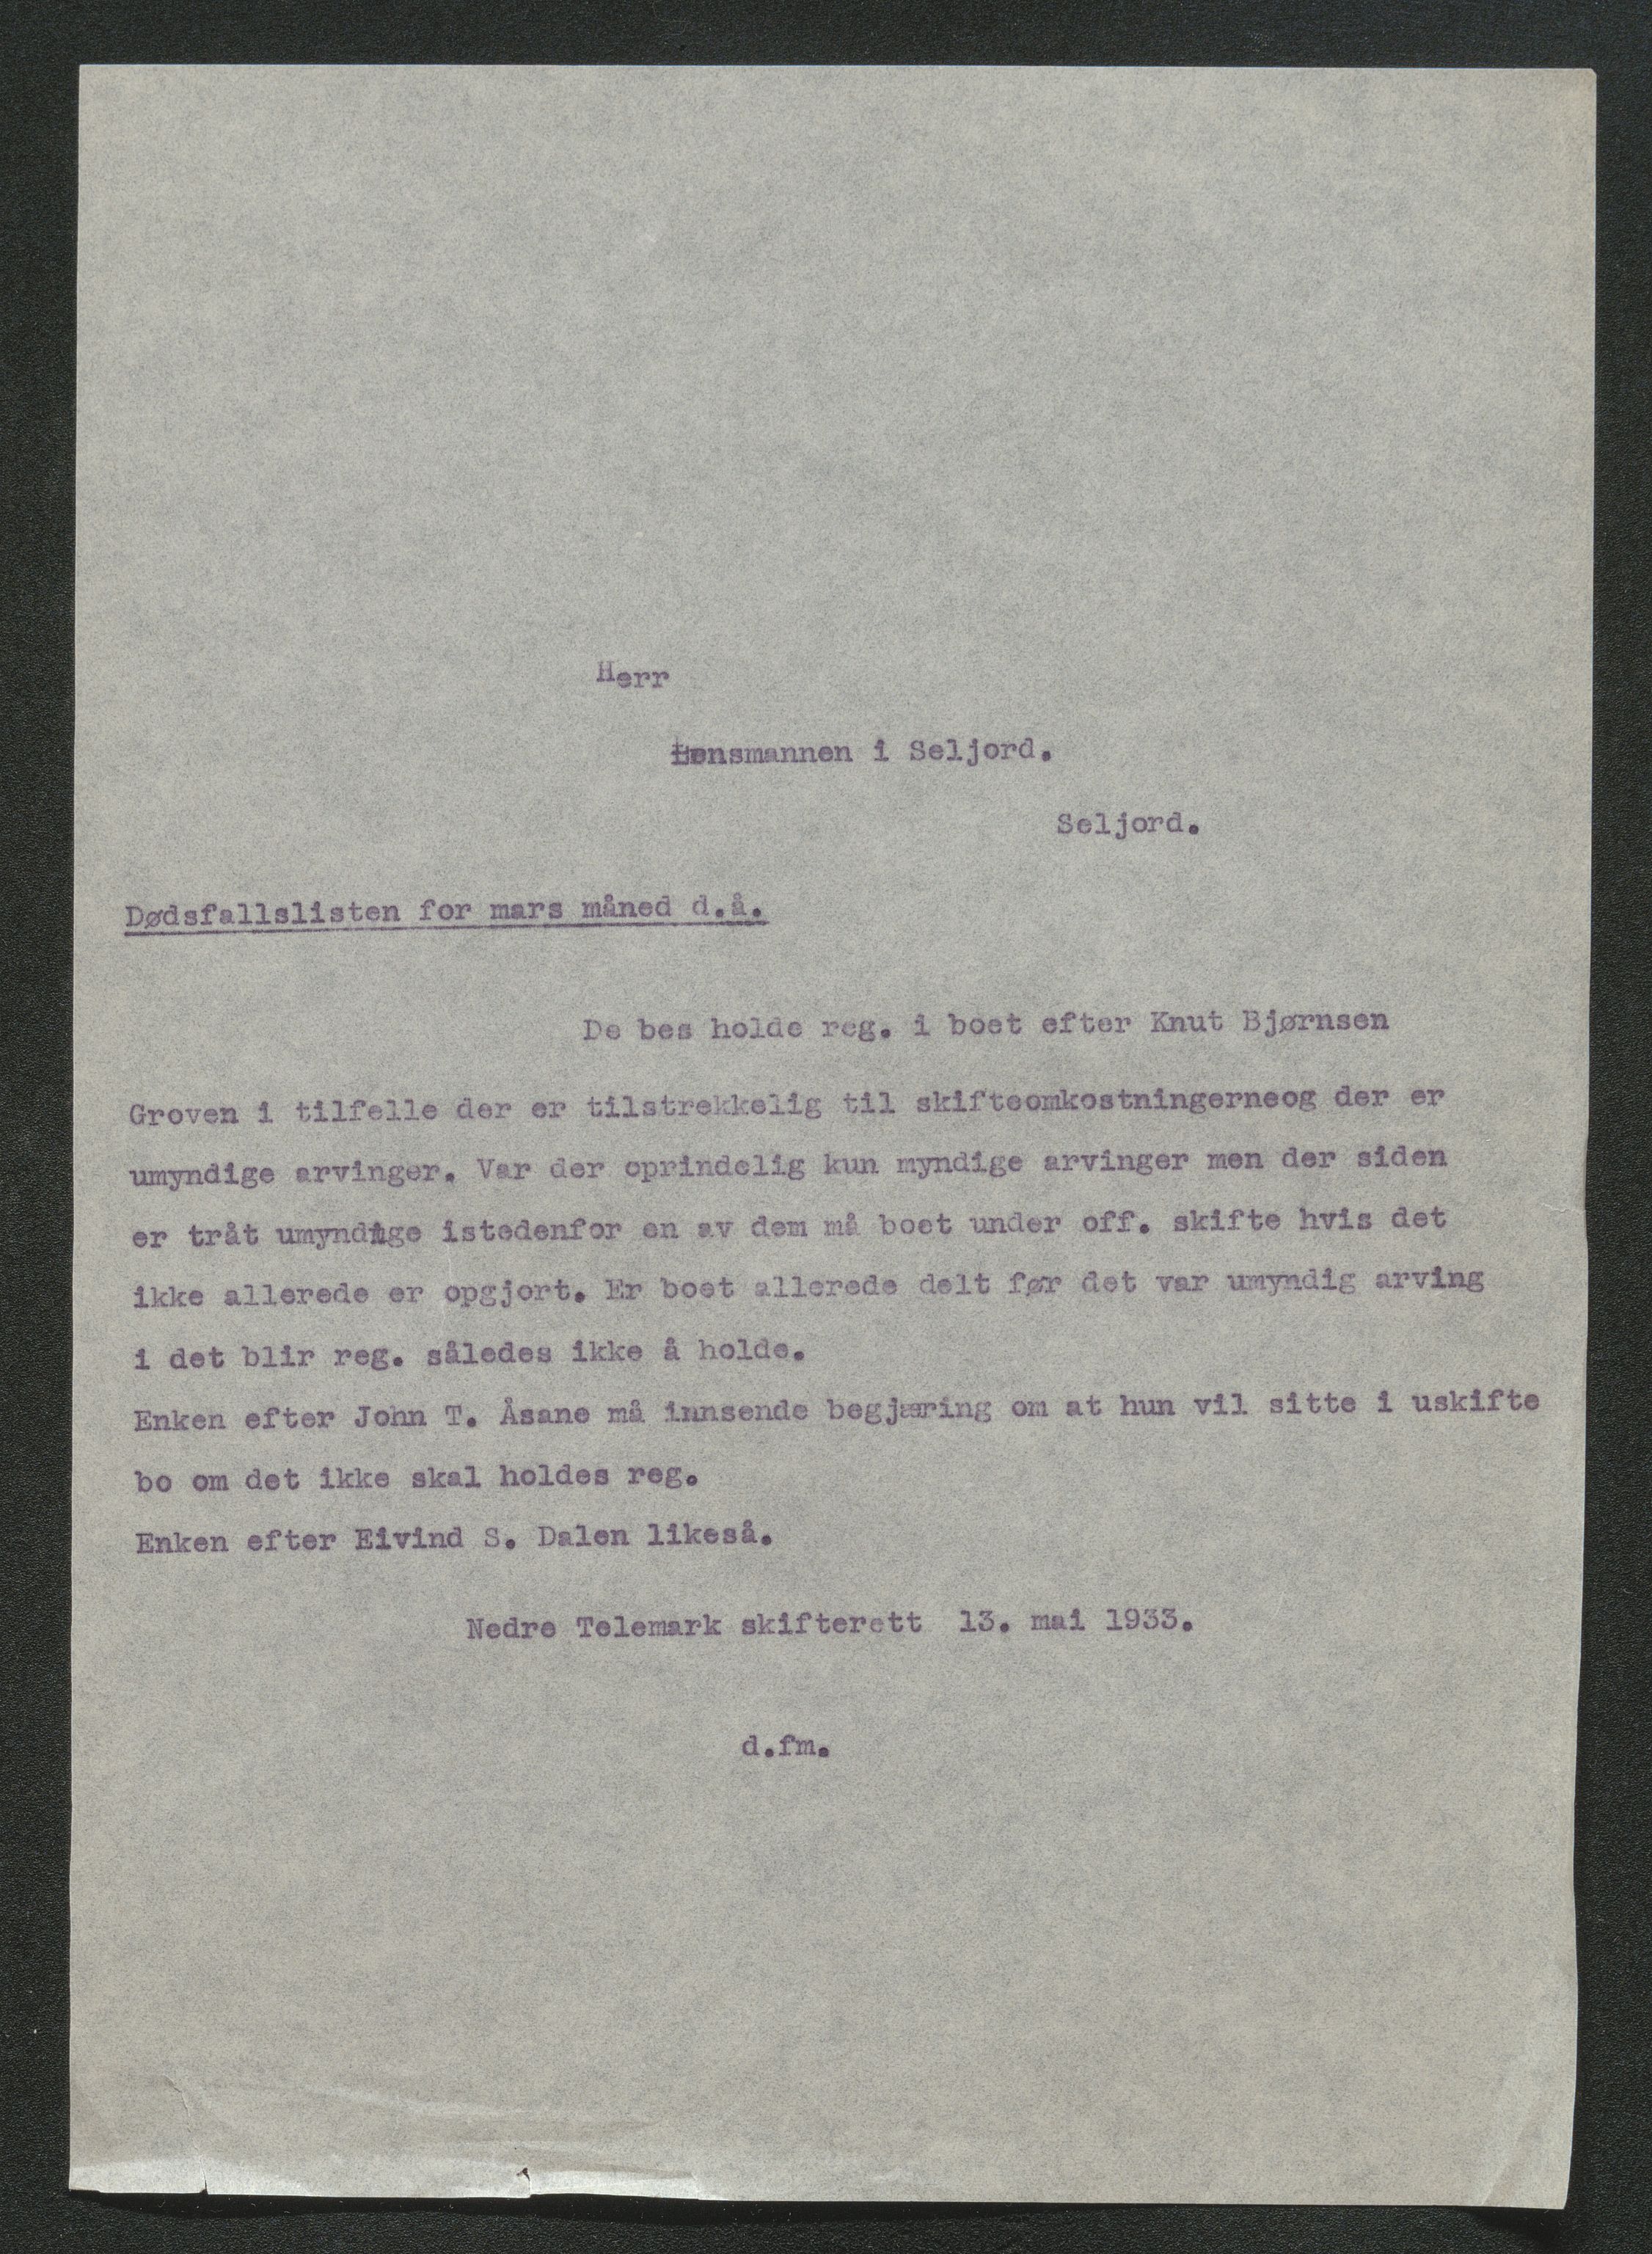 Herr
Lensmannen i Seljord.
Seljord.
Dødsfallslisten for mars måned d.å.
De bes holde reg. i boet efter Knut Bjørnsen
Groven i tilfelle der er tilstrekkelig til skifteomkostningerneog der er
umyndige arvinger. Var der oprindelig kun myndige arvinger men der siden
er tråt umyndige istedenfor en av dem må boet under off. skifte hvis det
ikke allerede er opgjort. Er boet allerede delt før det var umyndig arving
i det blir reg. således ikke å holde.
Enken efter John T. Åsane må innsende begjæring om at hun vil sitte i uskifte
bo om det ikke skal holdes reg.
Enken efter Eivind S. Dalen likeså.
Nedre Telemark skifterett 13. mai 1933.
d.fm.